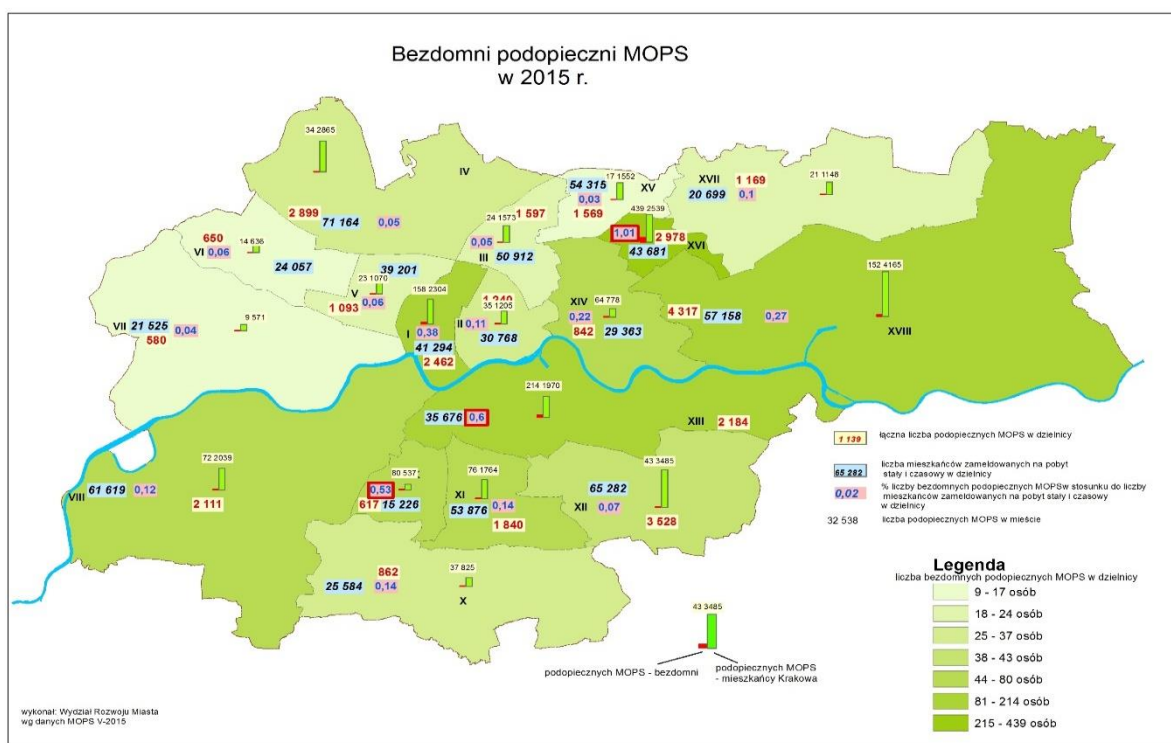 Bezdomni podopieczni MOPS
w 2015 r.
34 2865
IV
2 899
71 164
0,05
17 1552
54 315
XV
0,03
1 569
XVII
1 169
20 699
0,1
21 1148
24 1573
1 597
0,05
III
50 912
439 2539
1,01
2 978
43 681
XVI
650
14 636
VI
0,06
24 057
39 201
23 1070
V
0,06
1 093
158 2304
I
0,38
41 294
2 462
35 1205
II
0,11
30 768
XIV
64 778
0,22
842
29 363
152 4165
4 317
57 158
0,27
XVIII
VII
21 525
0,04
580
9 571
214 1970
35 676
0,6
XIII
2 184
72 2039
VIII
61 619
0,12
2 111
80 537
0,53
617
15 226
76 1764
XI
0,14
53 876
1 840
43 3485
65 282
XII
0,07
3 528
862
25 584
0,14
37 825
X
1 139
łączna liczba podopiecznych MOPS w dzielnicy
65 282
liczba mieszkańców zameldowanych na pobyt
stały i czasowy w dzielnicy
0,02
% liczby bezdomnych podopiecznych MOPSw stosunku do liczby
mieszkańców zameldowanych na pobyt stały i czasowy
w dzielnicy
32 538
liczba podopiecznych MOPS w mieście
Legenda
liczba bezdomnych podopiecznych MOPS w dzielnicy
9 - 17 osób
18 - 24 osób
25 - 37 osób
38 - 43 osób
44 - 80 osób
81 - 214 osób
215 - 439 osób
43 3485
podopiecznych MOPS - bezdomni
podopiecznych MOPS
- mieszkańcy Krakowa
wykonał: Wydział Rozwoju Miasta
wg danych MOPS V-2015